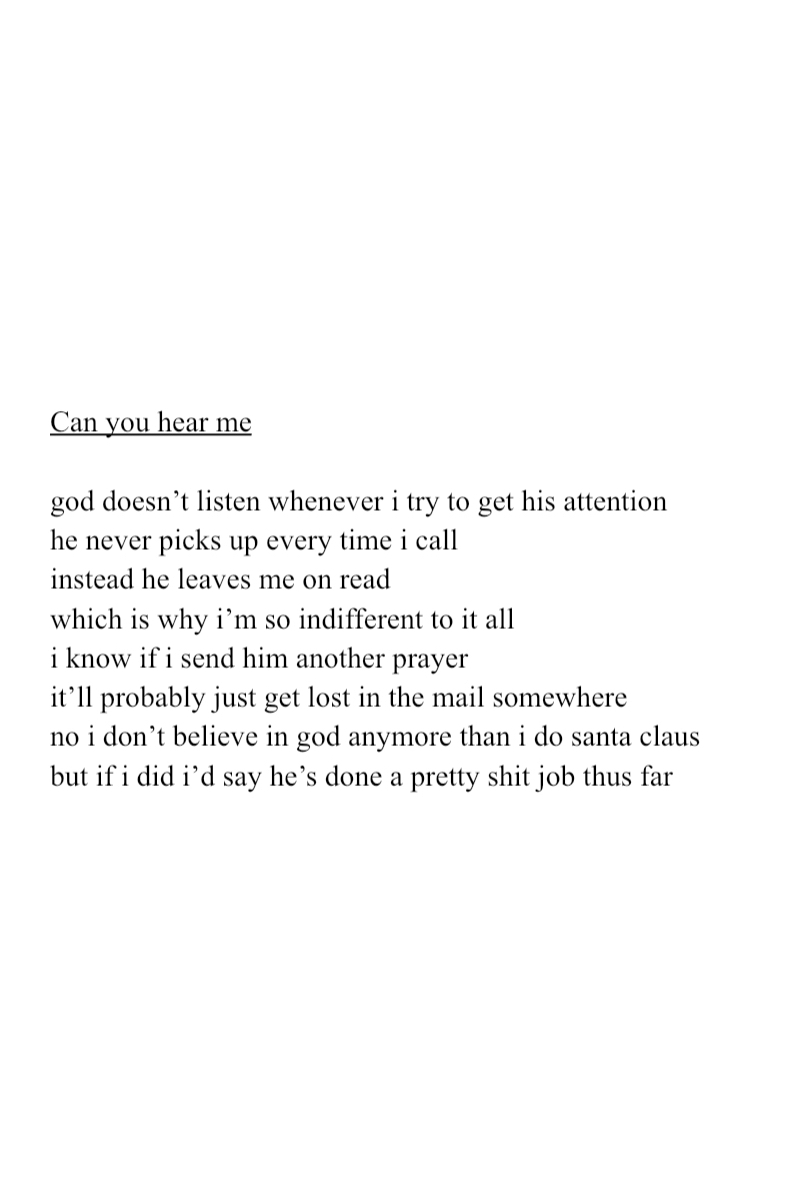 Can you hear me
god doesn’t listen whenever i try to get his attention
he never picks up every time i call
instead he leaves me on read
which is why i’m so indifferent to it all
i know if i send him another prayer
it’ll probably just get lost in the mail somewhere
no i don’t believe in god anymore than i do santa claus
but if i did i’d say he’s done a pretty shit job thus far